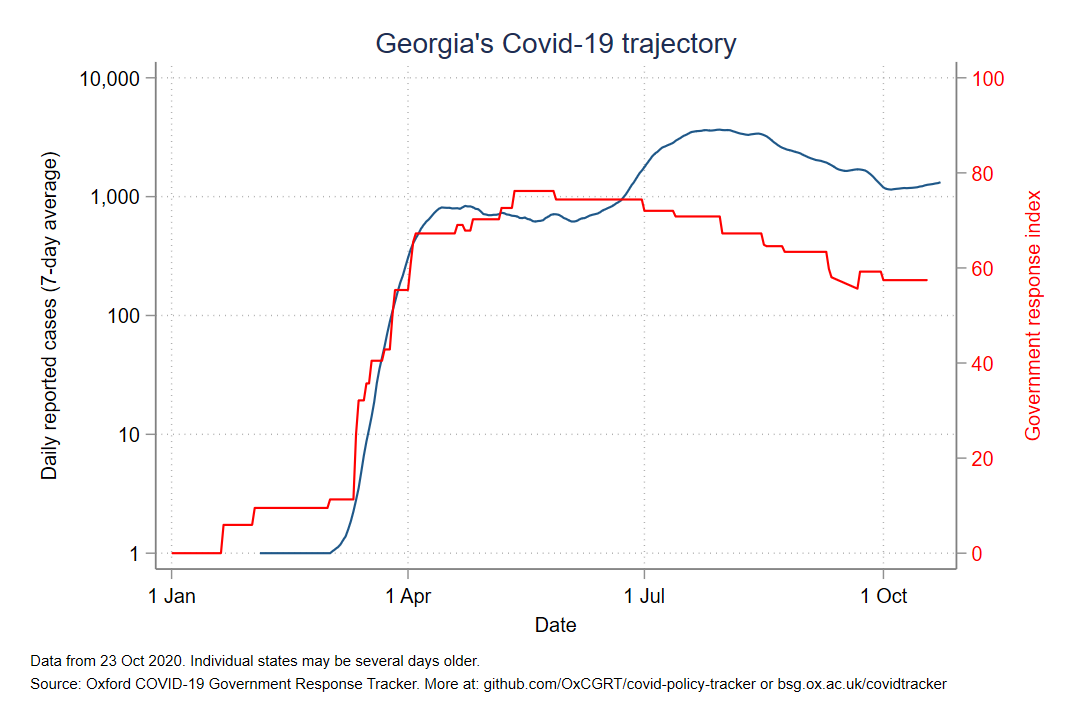 Georgia's Covid-19 trajectory
10,000
1,000
100
10
1
Daily reported cases (7-day average)
100
80
60
40
20
0
Government response index
1 Jan
1 Apr
1 Jul
1 Oct
Date
Data from 23 Oct 2020. Individual states may be several days older.
Source: Oxford COVID-19 Government Response Tracker. More at: github.com/OxCGRT/covid-policy-tracker or bsg.ox.ac.uk/covidtracker